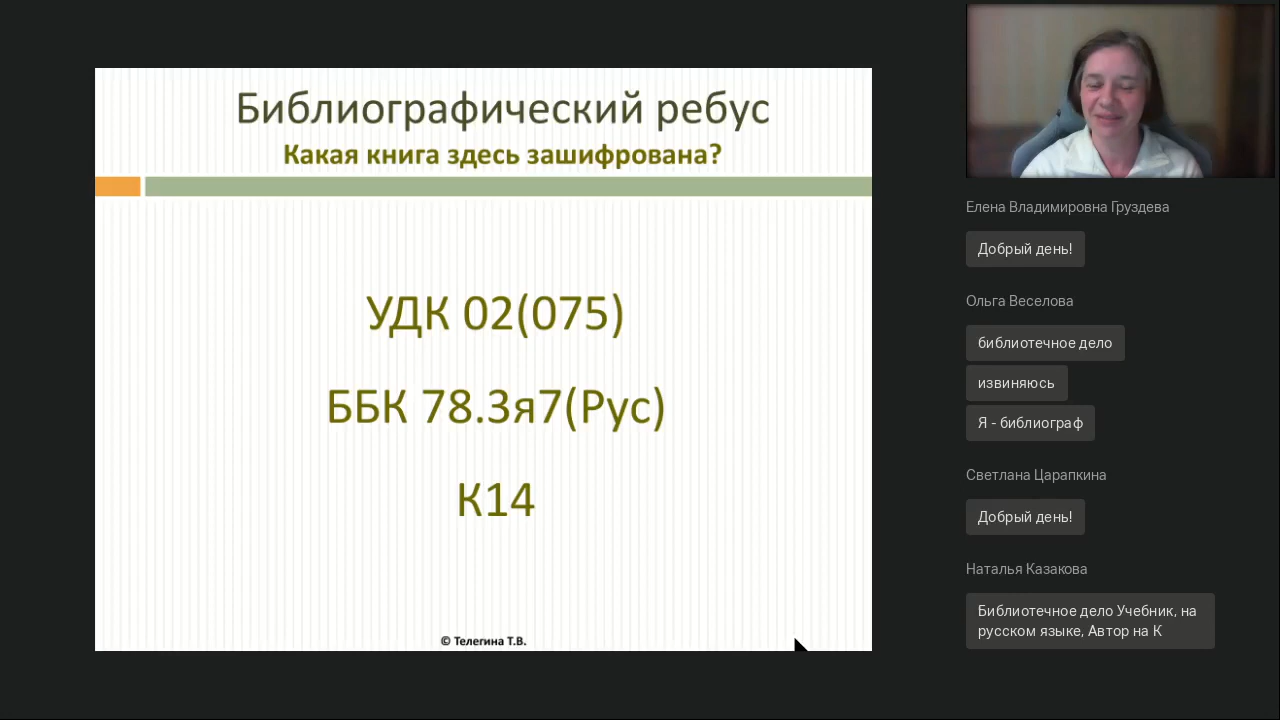 Библиографический ребус
Какая книга здесь зашифрована?
УДК 02(075)
ББК 78.3я7(Рус)
К14
© Телегина Т.В.
Елена Владимировна Груздева
Добрый день!
Ольга Веселова
библиотечное дело
извиняюсь
Я - библиограф
Светлана Царапкина
Добрый день!
Наталья Казакова
Библиотечное дело Учебник, на
русском языке, Автор на К